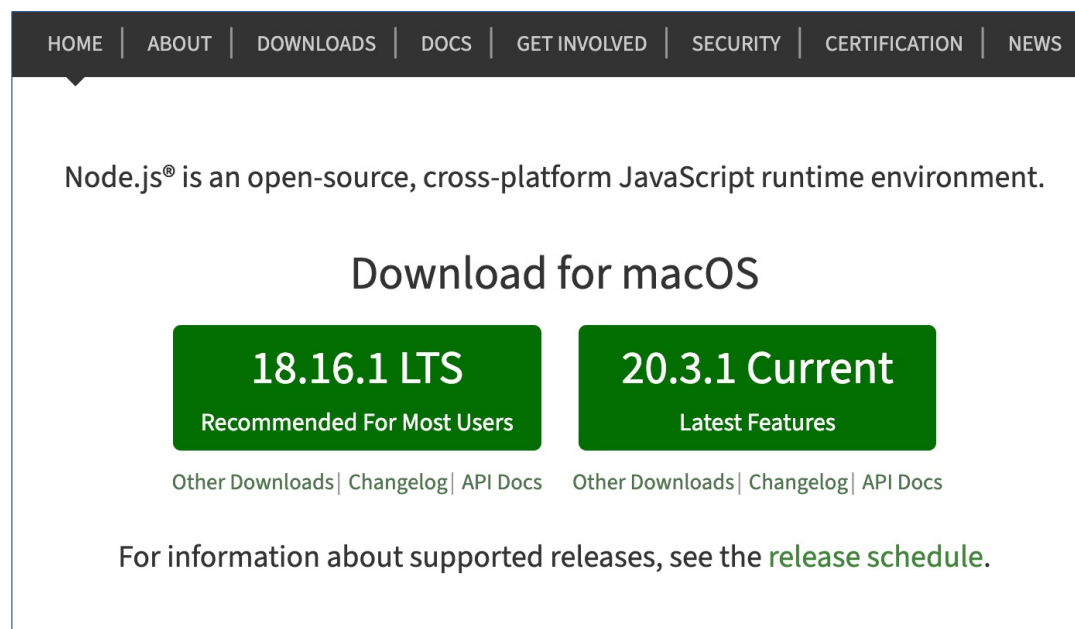 HOME | ABOUT | DOWNLOADS | DOCS | GET INVOLVED | SECURITY | CERTIFICATION | NEWS
Node.js® is an open-source, cross-platform JavaScript runtime environment.
Download for macOS
18.16.1 LTS
Recommended For Most Users
20.3.1 Current
Latest Features
Other Downloads | Changelog | API Docs
Other Downloads | Changelog | API Docs
For information about supported releases, see the release schedule.